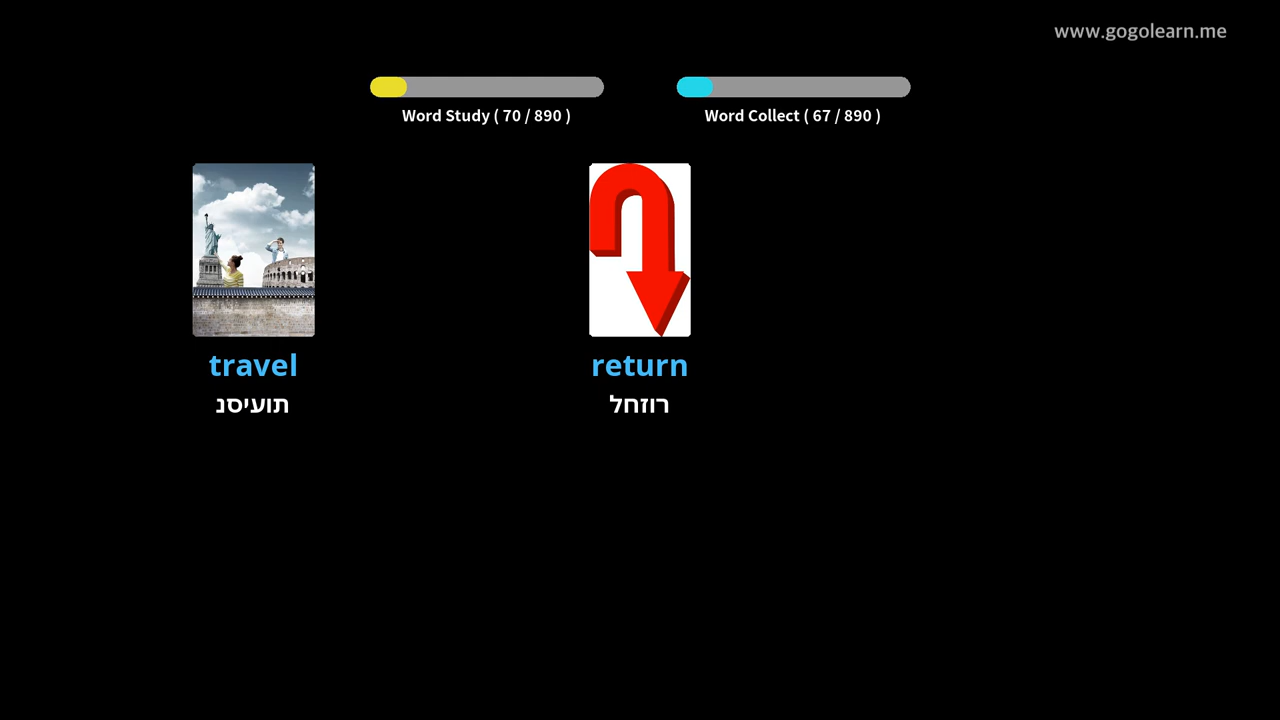 www.gogolearn.me
Word Study ( 70 / 890 )
Word Collect ( 67 / 890 )
travel
תועיסנ
return
רוזחל